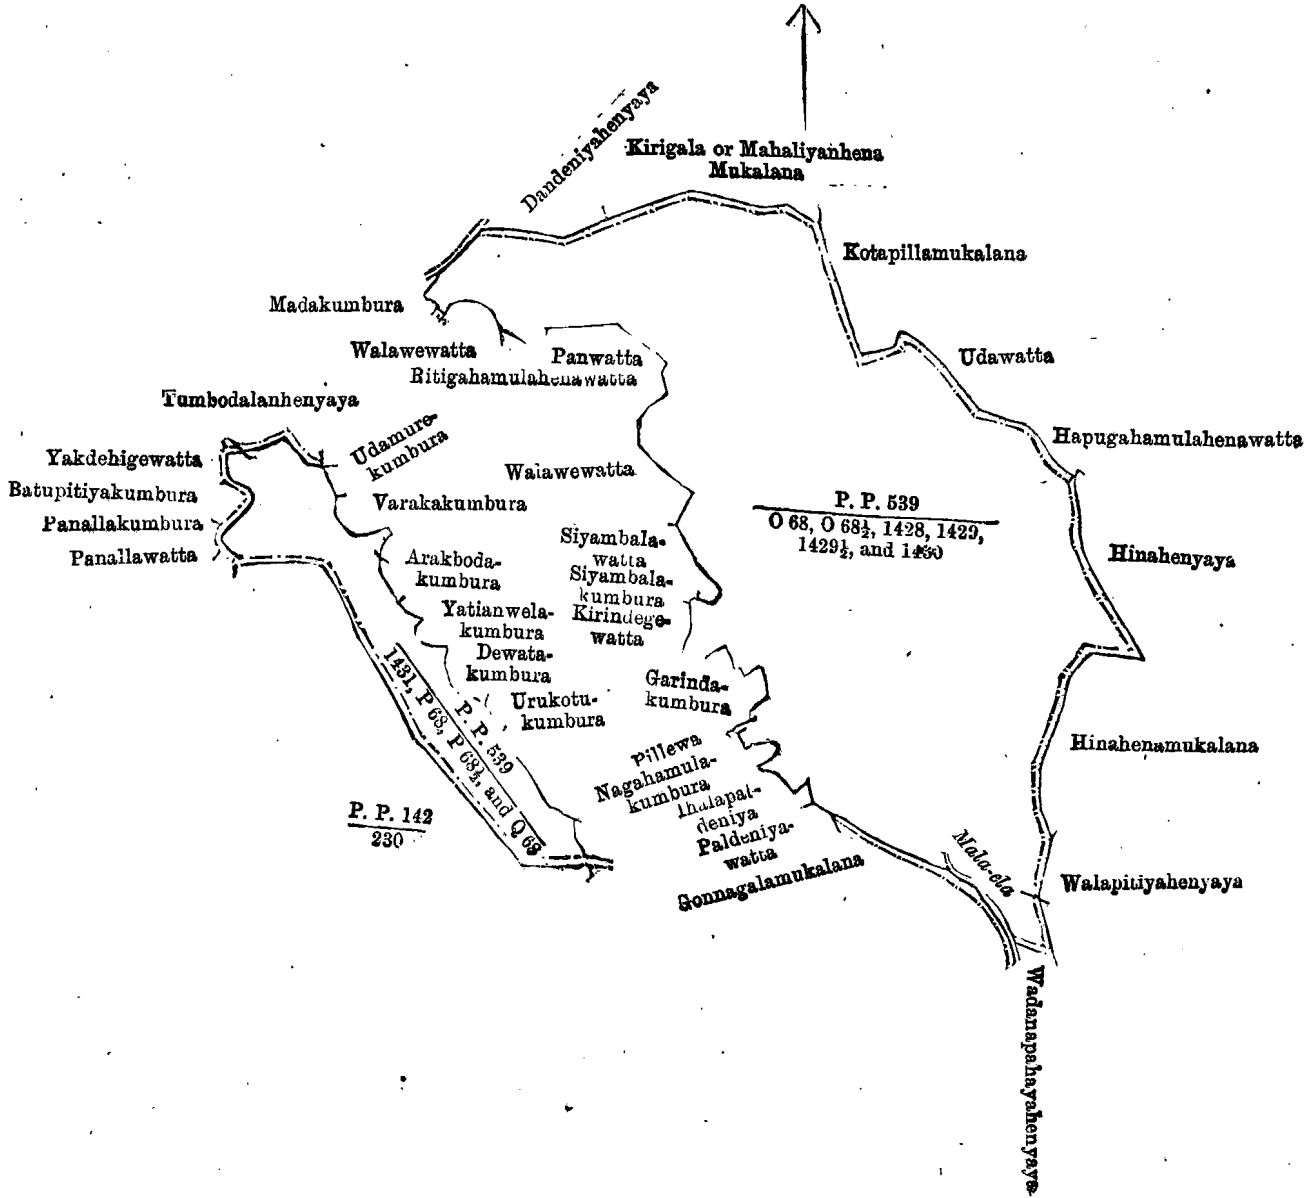 Dandeniyahenyaya
Kirigala or Mahaliyanhena
Mukalana
Kotapillamukalana
Madakumbura
Walawewatta
Panwatta
Ritigahamulahenawatta
Udawatta
Tumbodalanhenyaya
Udamure-
kumbura
Hapugahamulahenawatta
Yakdehigewatta
Walawewatta
Batupitiyakumbura
Varakakumbura
P. P. 539
O 68, O 68½, 1428, 1429,
1429½, and 1430
Panallakumbura
Panallawatta
Siyambala-
watta
Siyambala-
kumbura
Kirindege-
watta
Arakboda-
kumbura
Hinahenyaya
Yatianwela-
kumbura
Dewata-
kumbura
Garinda-
kumbura
Urukotu-
kumbura
P. P. 539
1431, P 68, P 68½, and Q 68
Hinahenamukalana
Pillewa
Nagahamula-
kumbura
Ihalapal-
deniya
Paldeniya-
watta
Gonnagalamukalana
P. P. 142
230
Mala-ela
Walapitiyahenyaya
Wadanapahayahenyaya